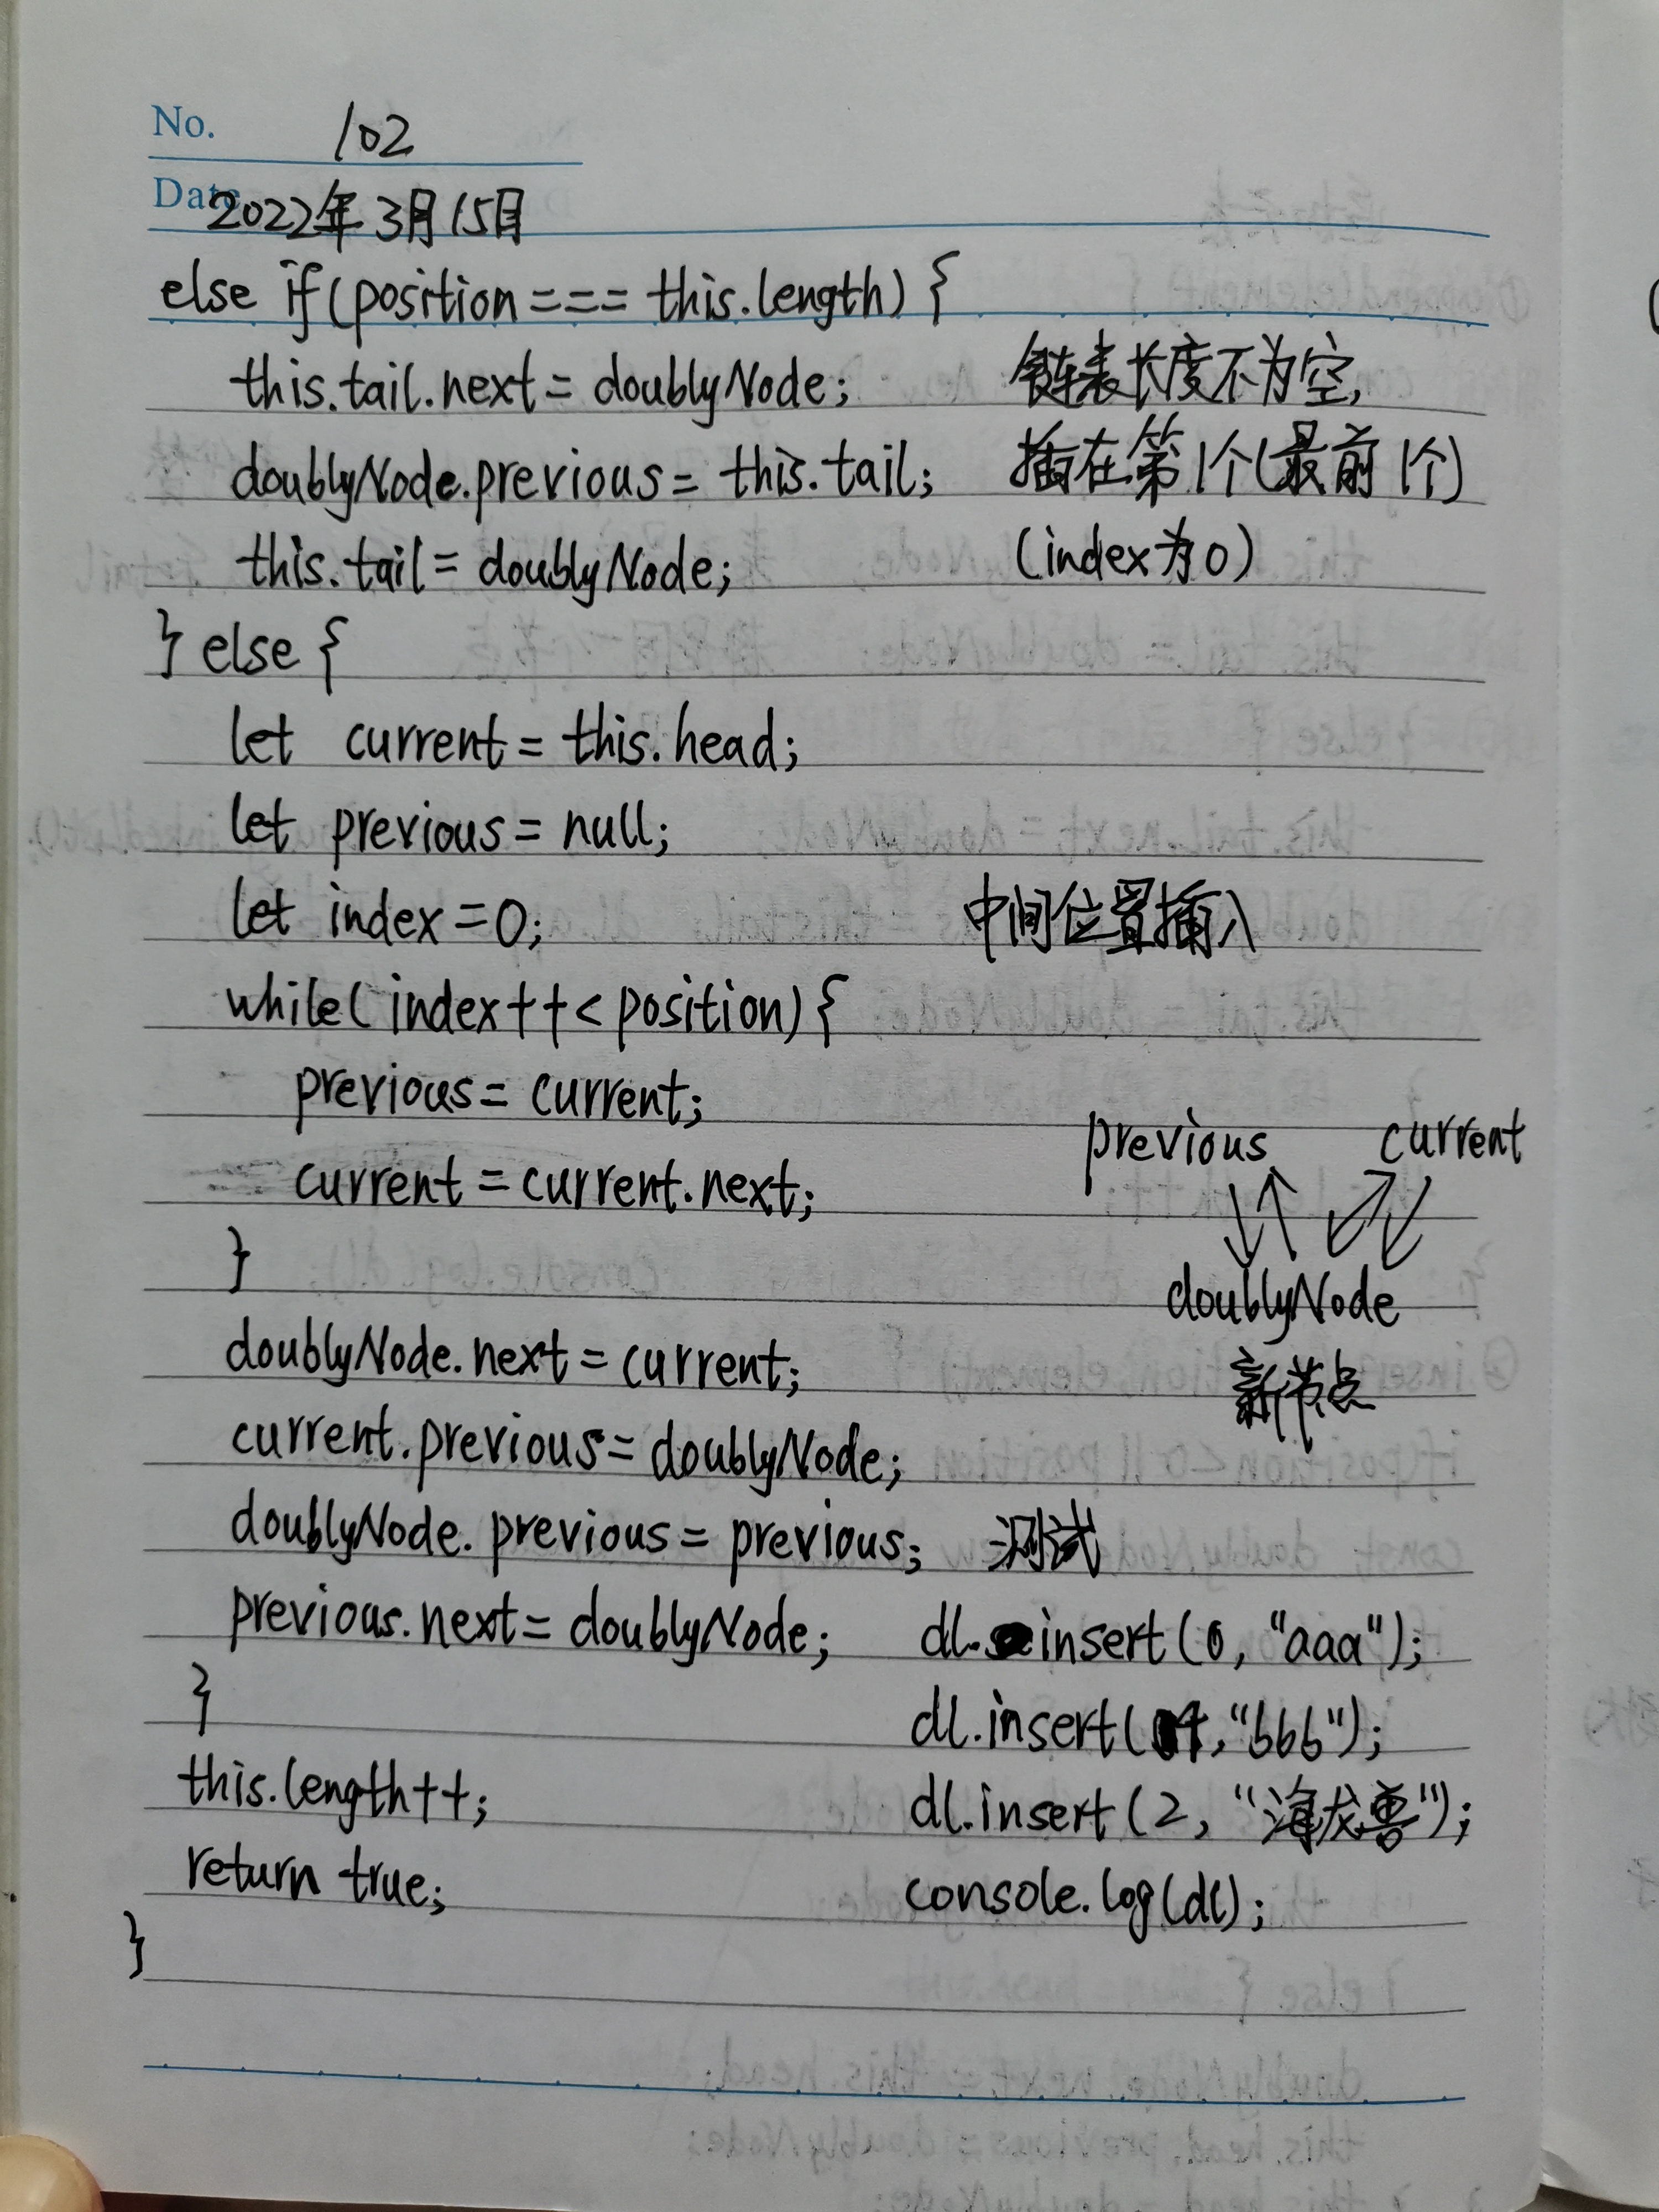 No. 102
Date 2022年3月15日
else if(position === this.length) {
this.tail.next = doublyNode; 链表长度不为空,
doublyNode.previous = this.tail; 插在第1个(最前1个)
this.tail = doublyNode; (index为0)
} else {
let current = this.head;
let previous = null;
let index = 0; 中间位置插入
while( index++ < position) {
previous = current;
previous current
current = current.next;
}
doublyNode
doublyNode.next = current; 新节点
current.previous = doublyNode;
doublyNode. previous = previous; 测试
previous.next = doublyNode; dl.insert(0, "aaa");
} dl.insert(1, "bbb");
this.length++; dl.insert(2, "海龙兽");
return true; console.log(dl);
}